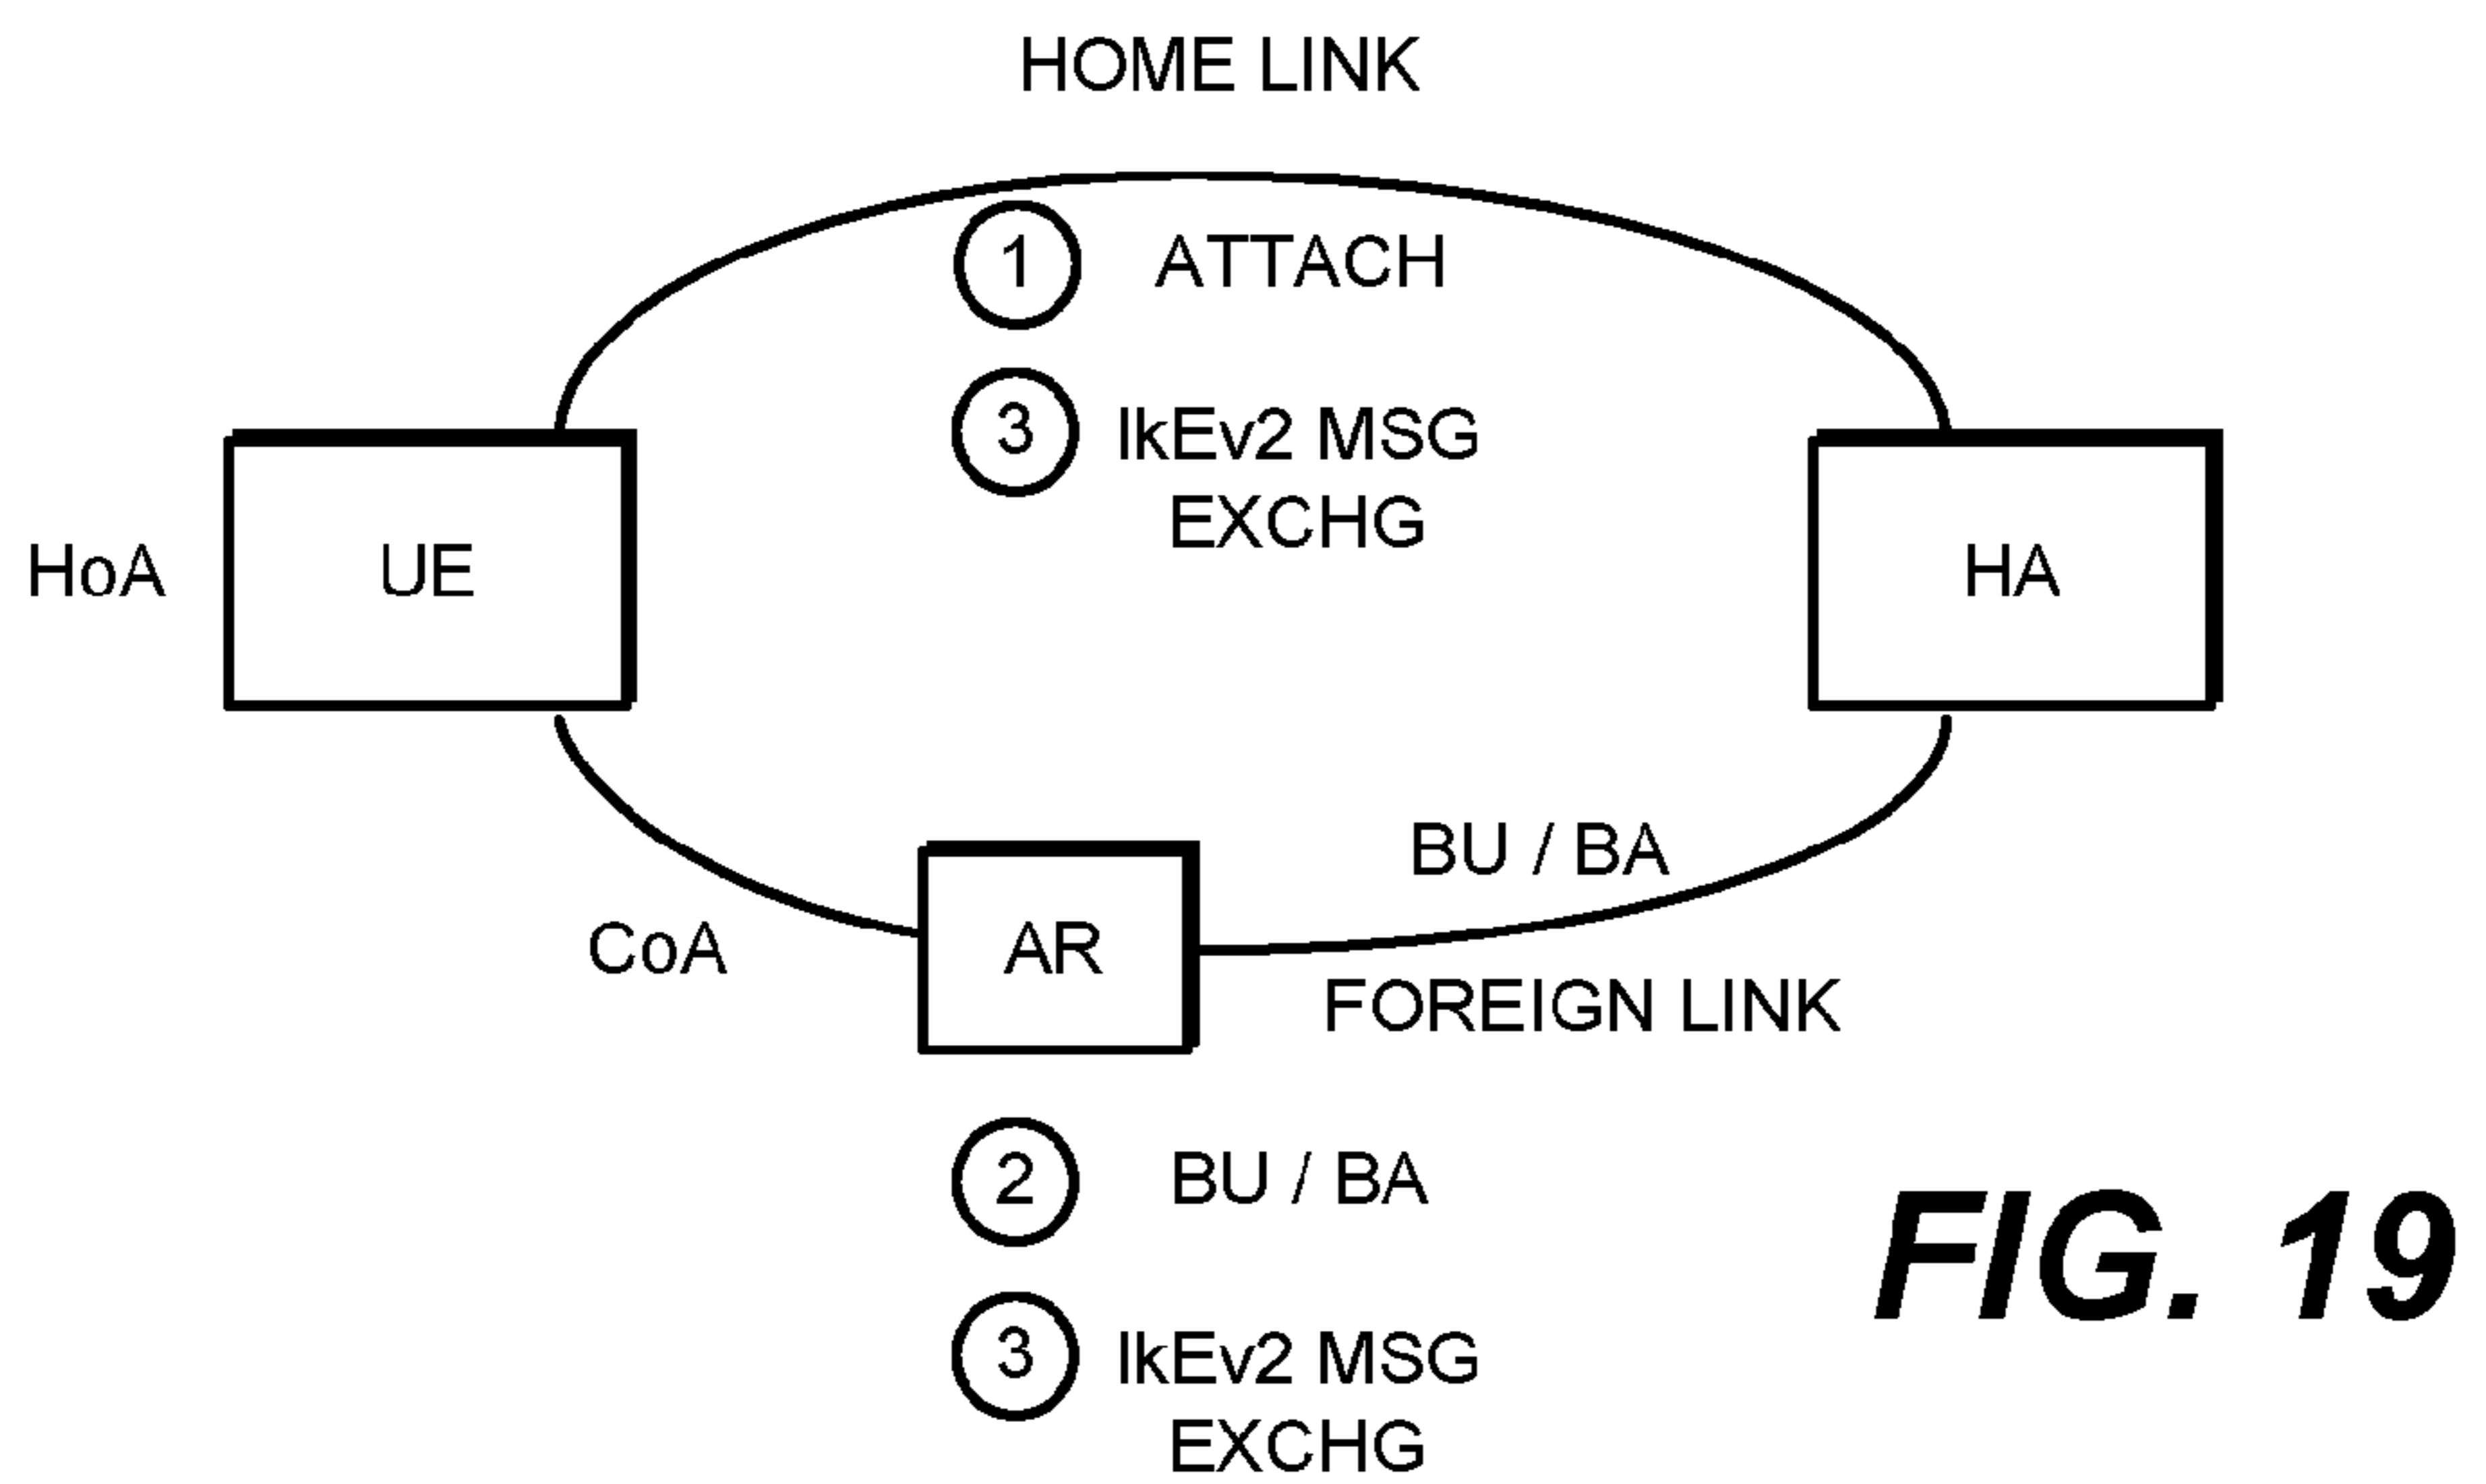 HOME LINK
1 ATTACH
3 IkEv2 MSG
EXCHG
HoA
UE
HA
BU / BA
CoA
AR
FOREIGN LINK
2 BU / BA
3 IkEv2 MSG
EXCHG
FIG. 19